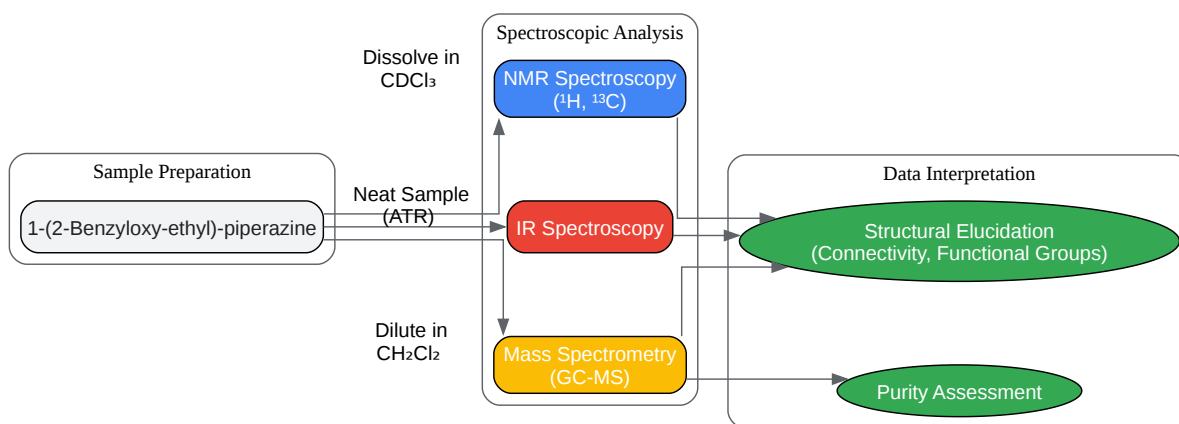 Sample Preparation
1-(2-Benzyloxy-ethyl)-piperazine
Dissolve in
CDCl₃
Neat Sample
(ATR)
Dilute in
CH₂Cl₂
Spectroscopic Analysis
NMR Spectroscopy
(¹H, ¹³C)
IR Spectroscopy
Mass Spectrometry
(GC-MS)
Data Interpretation
Structural Elucidation
(Connectivity, Functional Groups)
Purity Assessment